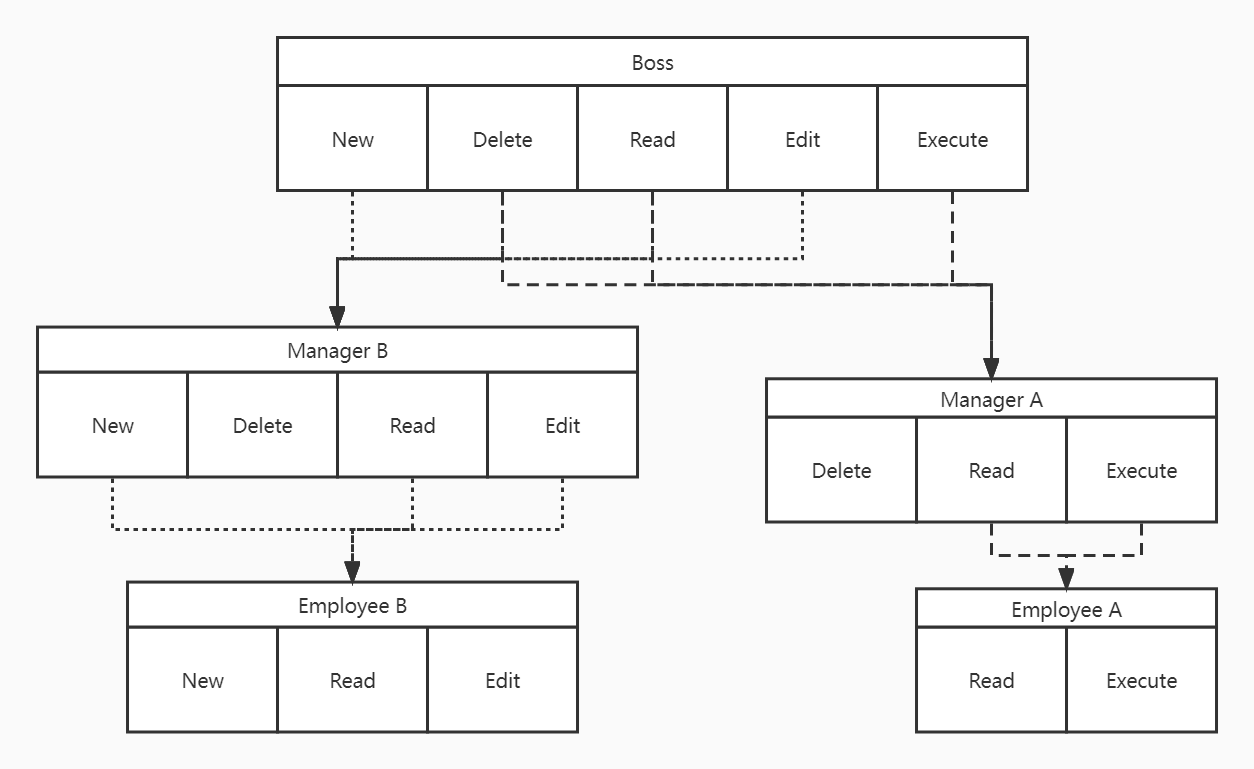 Boss
New
Delete
Read
Edit
Execute
Manager B
New
Delete
Read
Edit
Manager A
Delete
Read
Execute
Employee B
New
Read
Edit
Employee A
Read
Execute